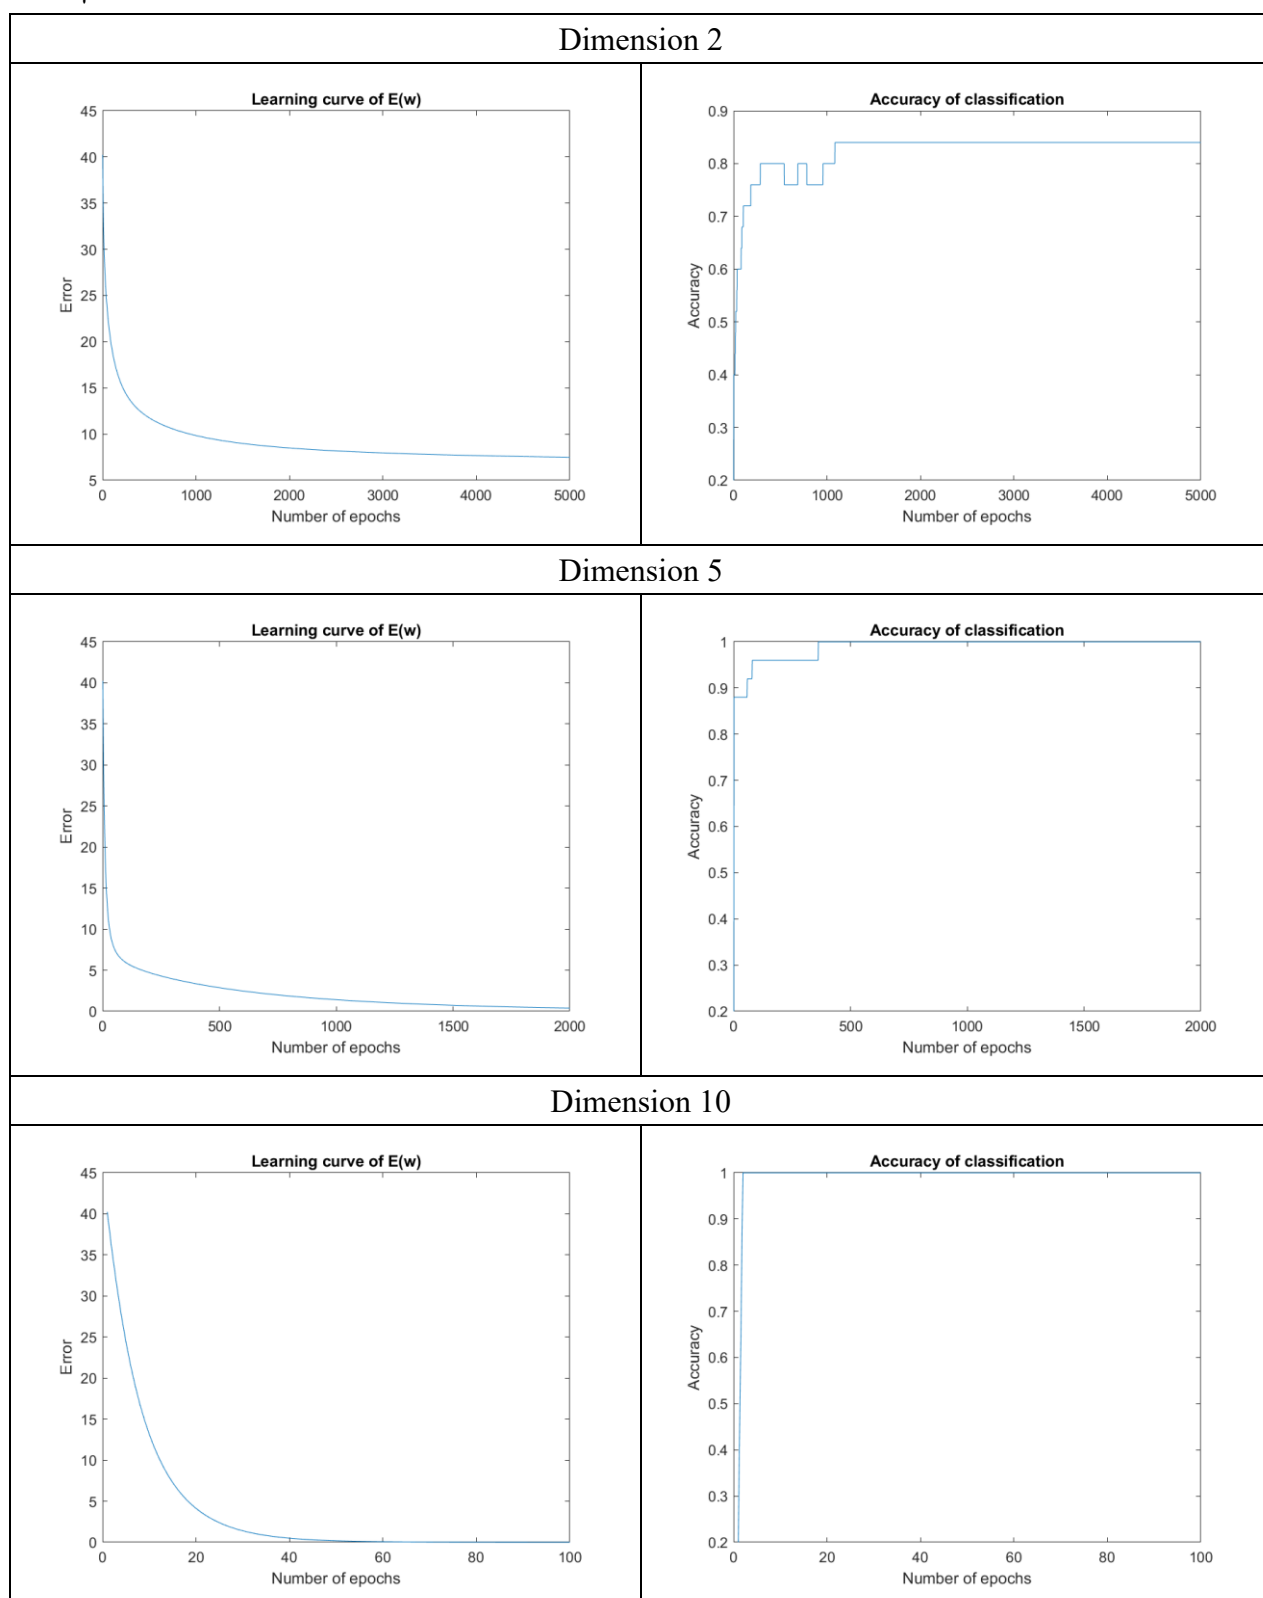 Dimension 2
Learning curve of E(w)
45
40
35
30
25
20
15
10
5
0 1000 2000 3000 4000 5000
Error
Number of epochs
Accuracy of classification
0.9
0.8
0.7
0.6
0.5
0.4
0.3
0.2
0 1000 2000 3000 4000 5000
Accuracy
Number of epochs
Dimension 5
Learning curve of E(w)
45
40
35
30
25
20
15
10
5
0
0 500 1000 1500 2000
Error
Number of epochs
Accuracy of classification
1
0.9
0.8
0.7
0.6
0.5
0.4
0.3
0.2
0 500 1000 1500 2000
Accuracy
Number of epochs
Dimension 10
Learning curve of E(w)
45
40
35
30
25
20
15
10
5
0
0 20 40 60 80 100
Error
Number of epochs
Accuracy of classification
1
0.9
0.8
0.7
0.6
0.5
0.4
0.3
0.2
0 20 40 60 80 100
Accuracy
Number of epochs